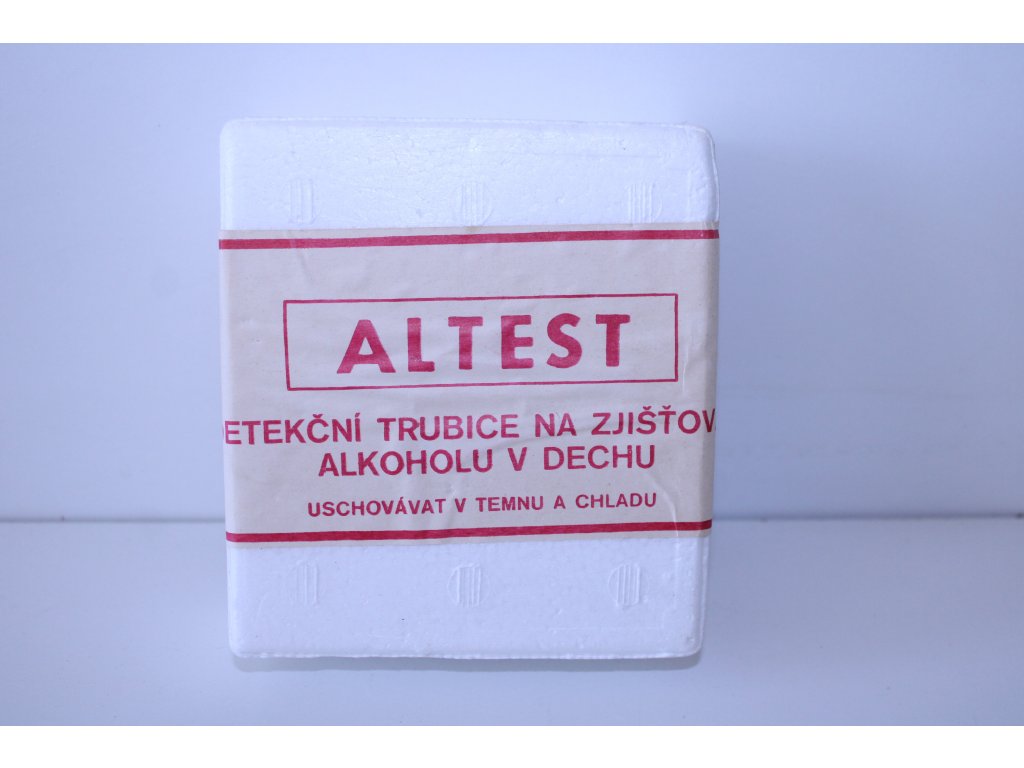 ALTEST
ETEKČNÍ TRUBICE NA ZJIŠŤOV
ALKOHOLU V DECHU
USCHOVÁVAT V TEMNU A CHLADU